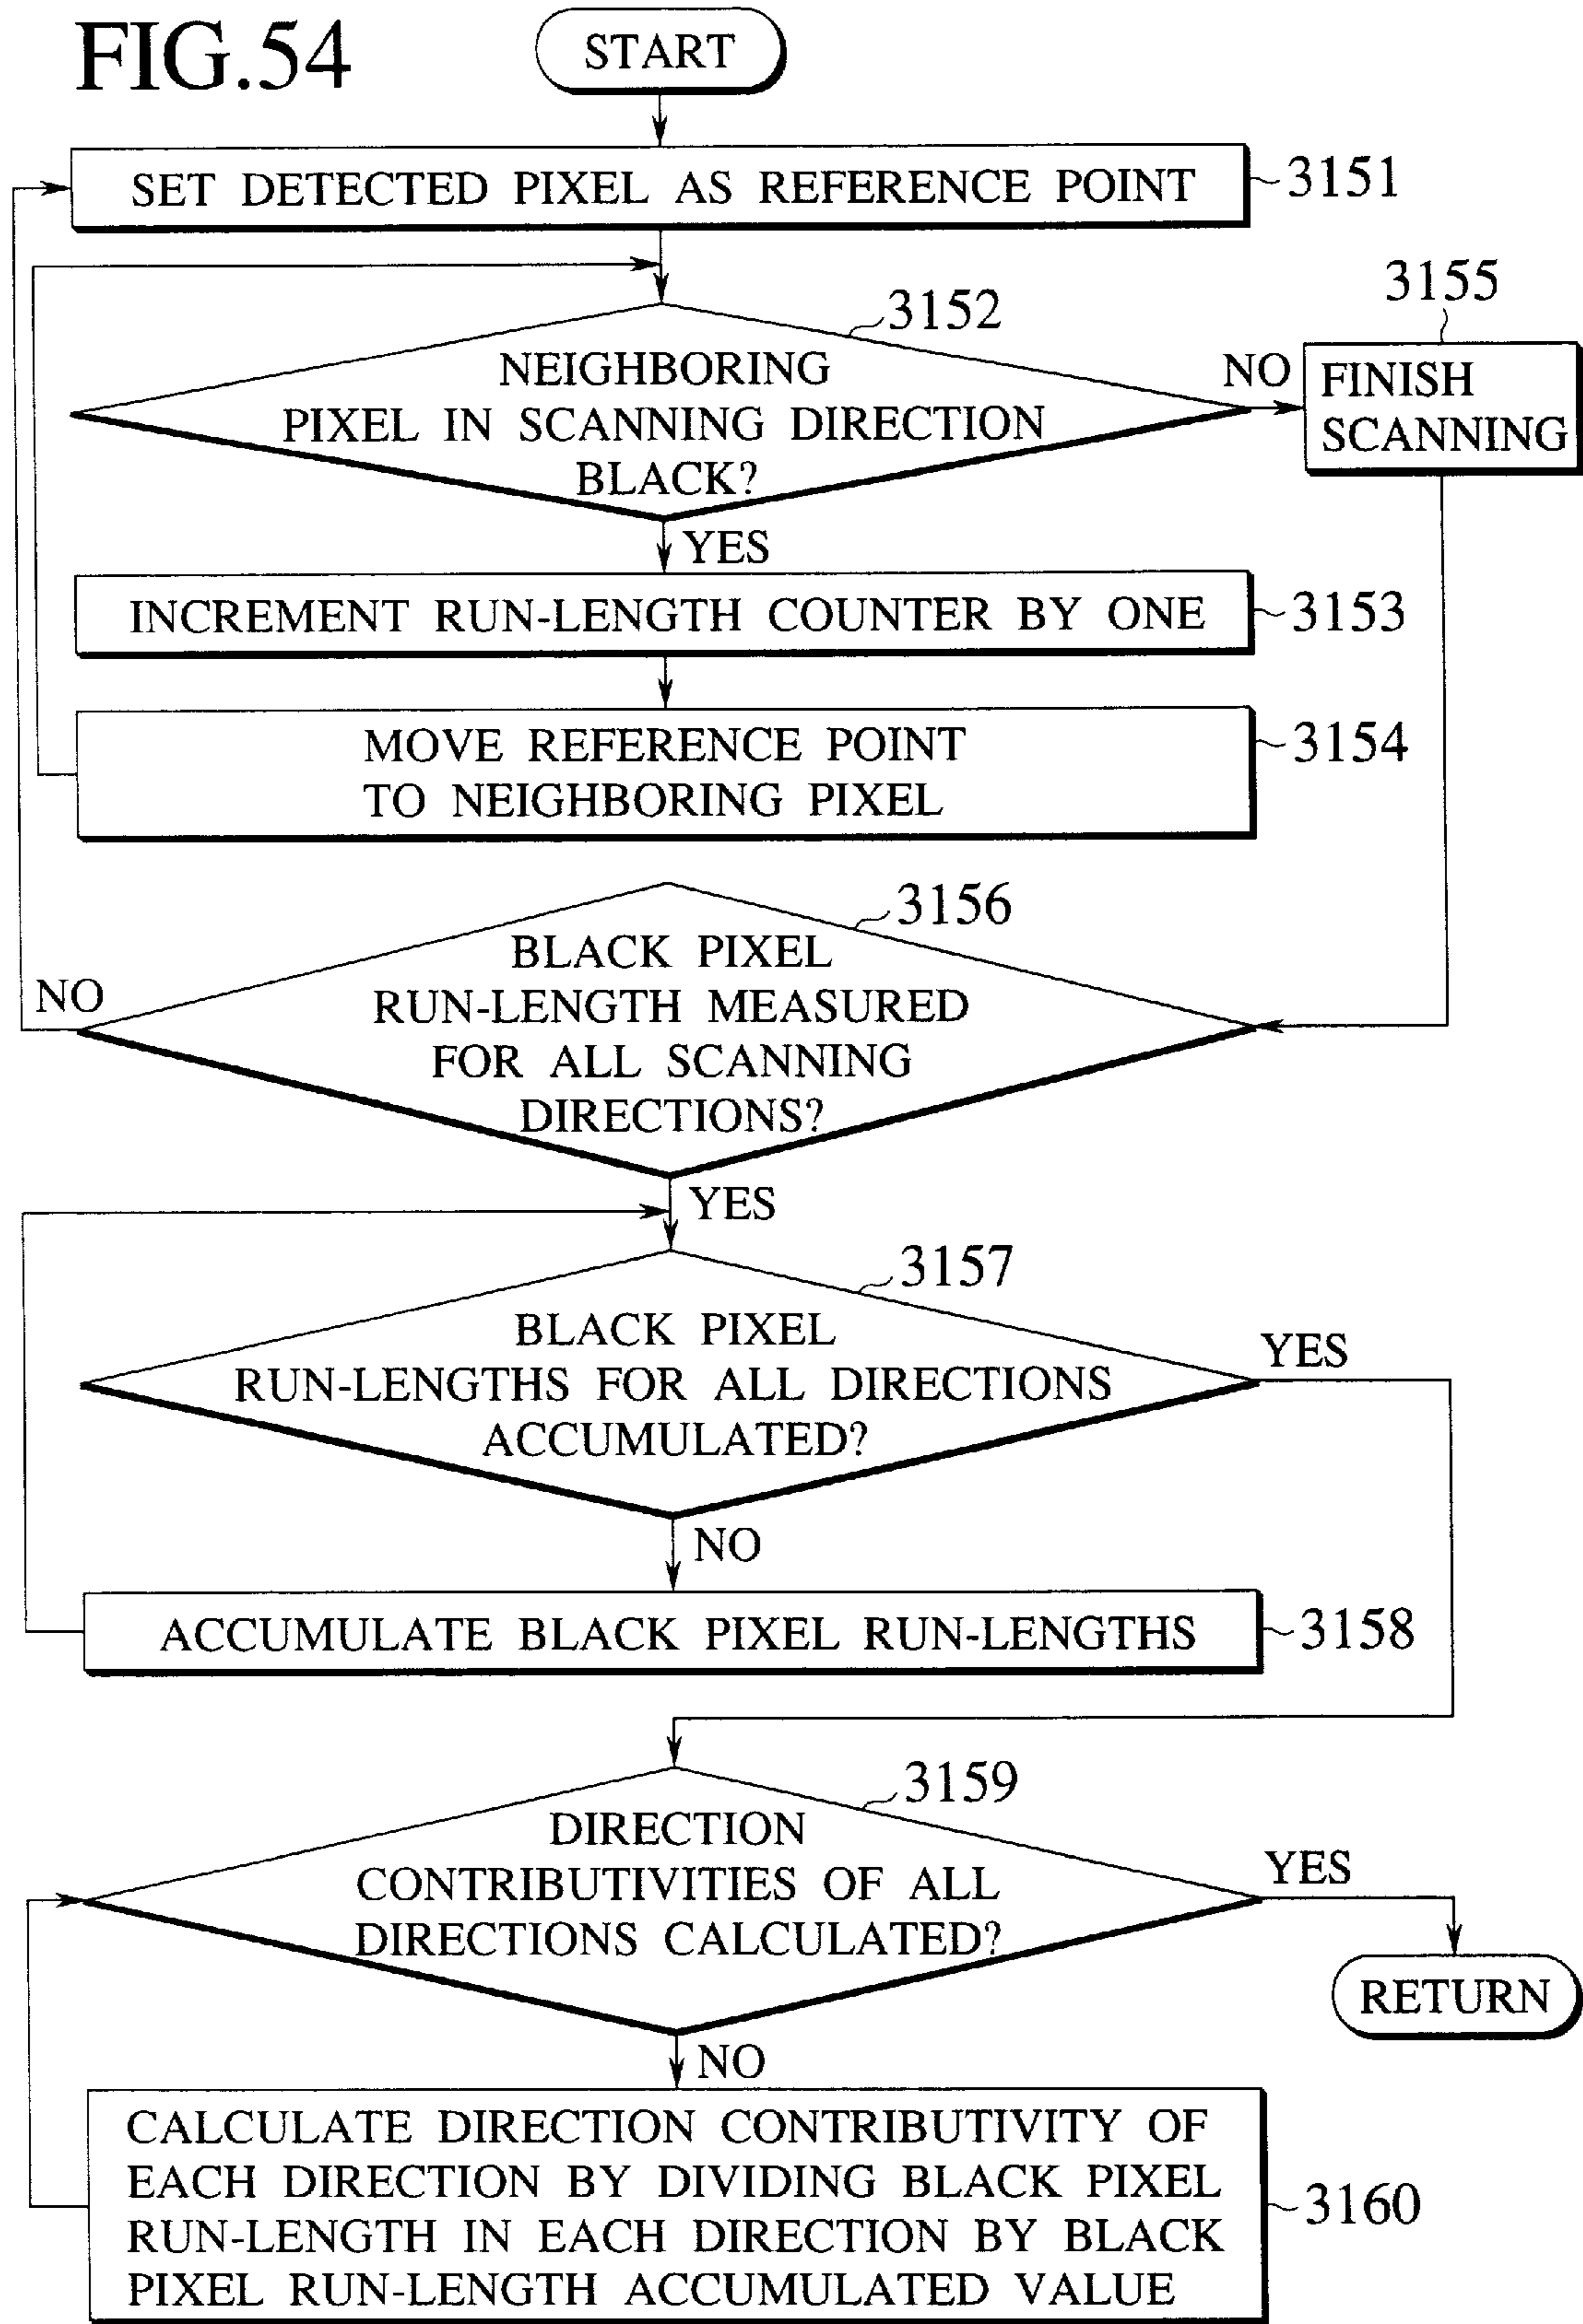 FIG.54
START
SET DETECTED PIXEL AS REFERENCE POINT
3151
3155
3152
NEIGHBORING
PIXEL IN SCANNING DIRECTION
BLACK?
NO
FINISH
SCANNING
YES
INCREMENT RUN-LENGTH COUNTER BY ONE
3153
MOVE REFERENCE POINT
TO NEIGHBORING PIXEL
3154
3156
BLACK PIXEL
RUN-LENGTH MEASURED
FOR ALL SCANNING
DIRECTIONS?
NO
YES
3157
BLACK PIXEL
RUN-LENGTHS FOR ALL DIRECTIONS
ACCUMULATED?
YES
NO
ACCUMULATE BLACK PIXEL RUN-LENGTHS
3158
3159
DIRECTION
CONTRIBUTIVITIES OF ALL
DIRECTIONS CALCULATED?
YES
RETURN
NO
CALCULATE DIRECTION CONTRIBUTIVITY OF
EACH DIRECTION BY DIVIDING BLACK PIXEL
RUN-LENGTH IN EACH DIRECTION BY BLACK
PIXEL RUN-LENGTH ACCUMULATED VALUE
3160